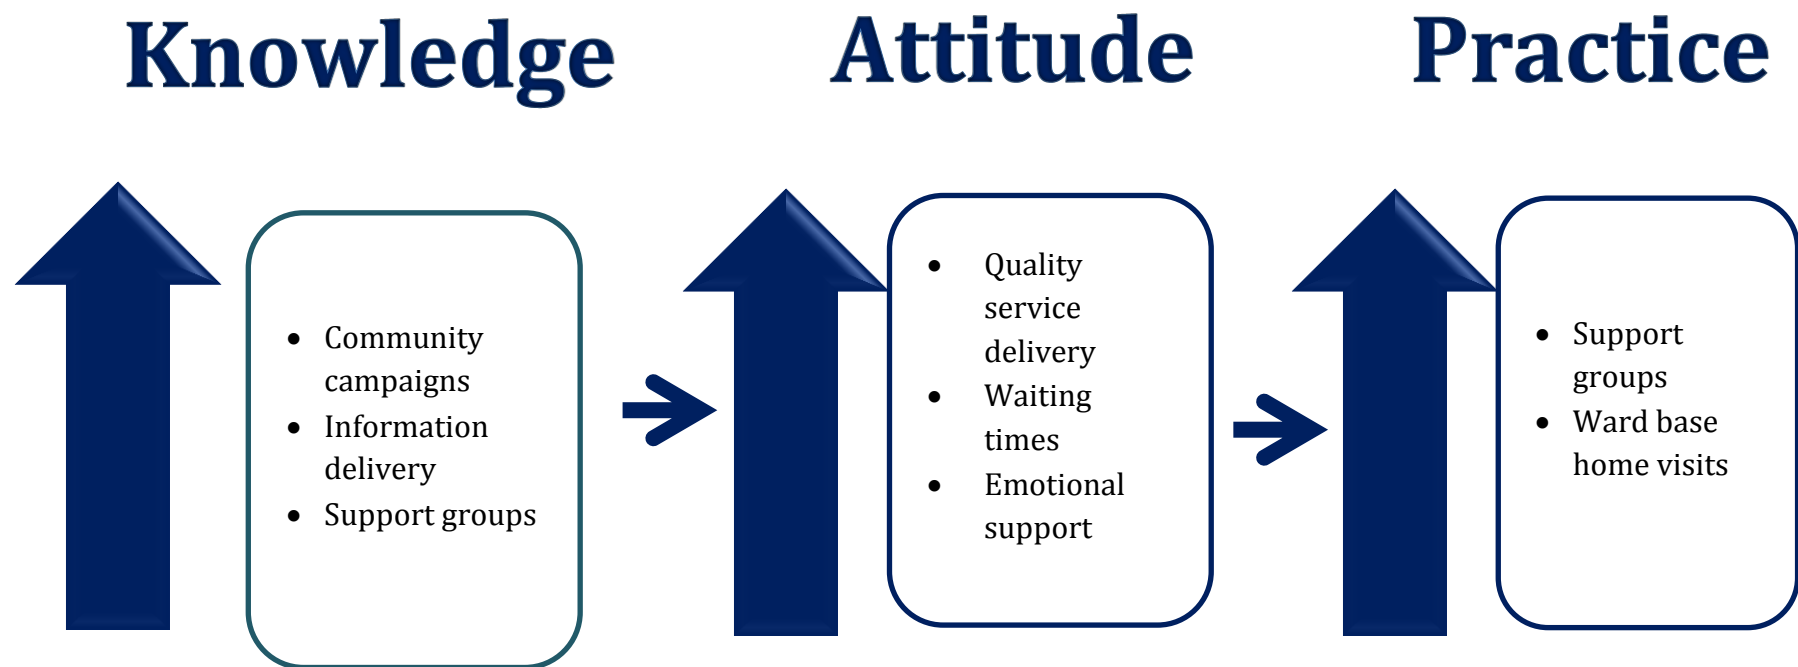 Knowledge
Attitude
Practice
• Community
campaigns
• Information
delivery
• Support groups
• Quality
service
delivery
• Waiting
times
• Emotional
support
• Support
groups
• Ward base
home visits